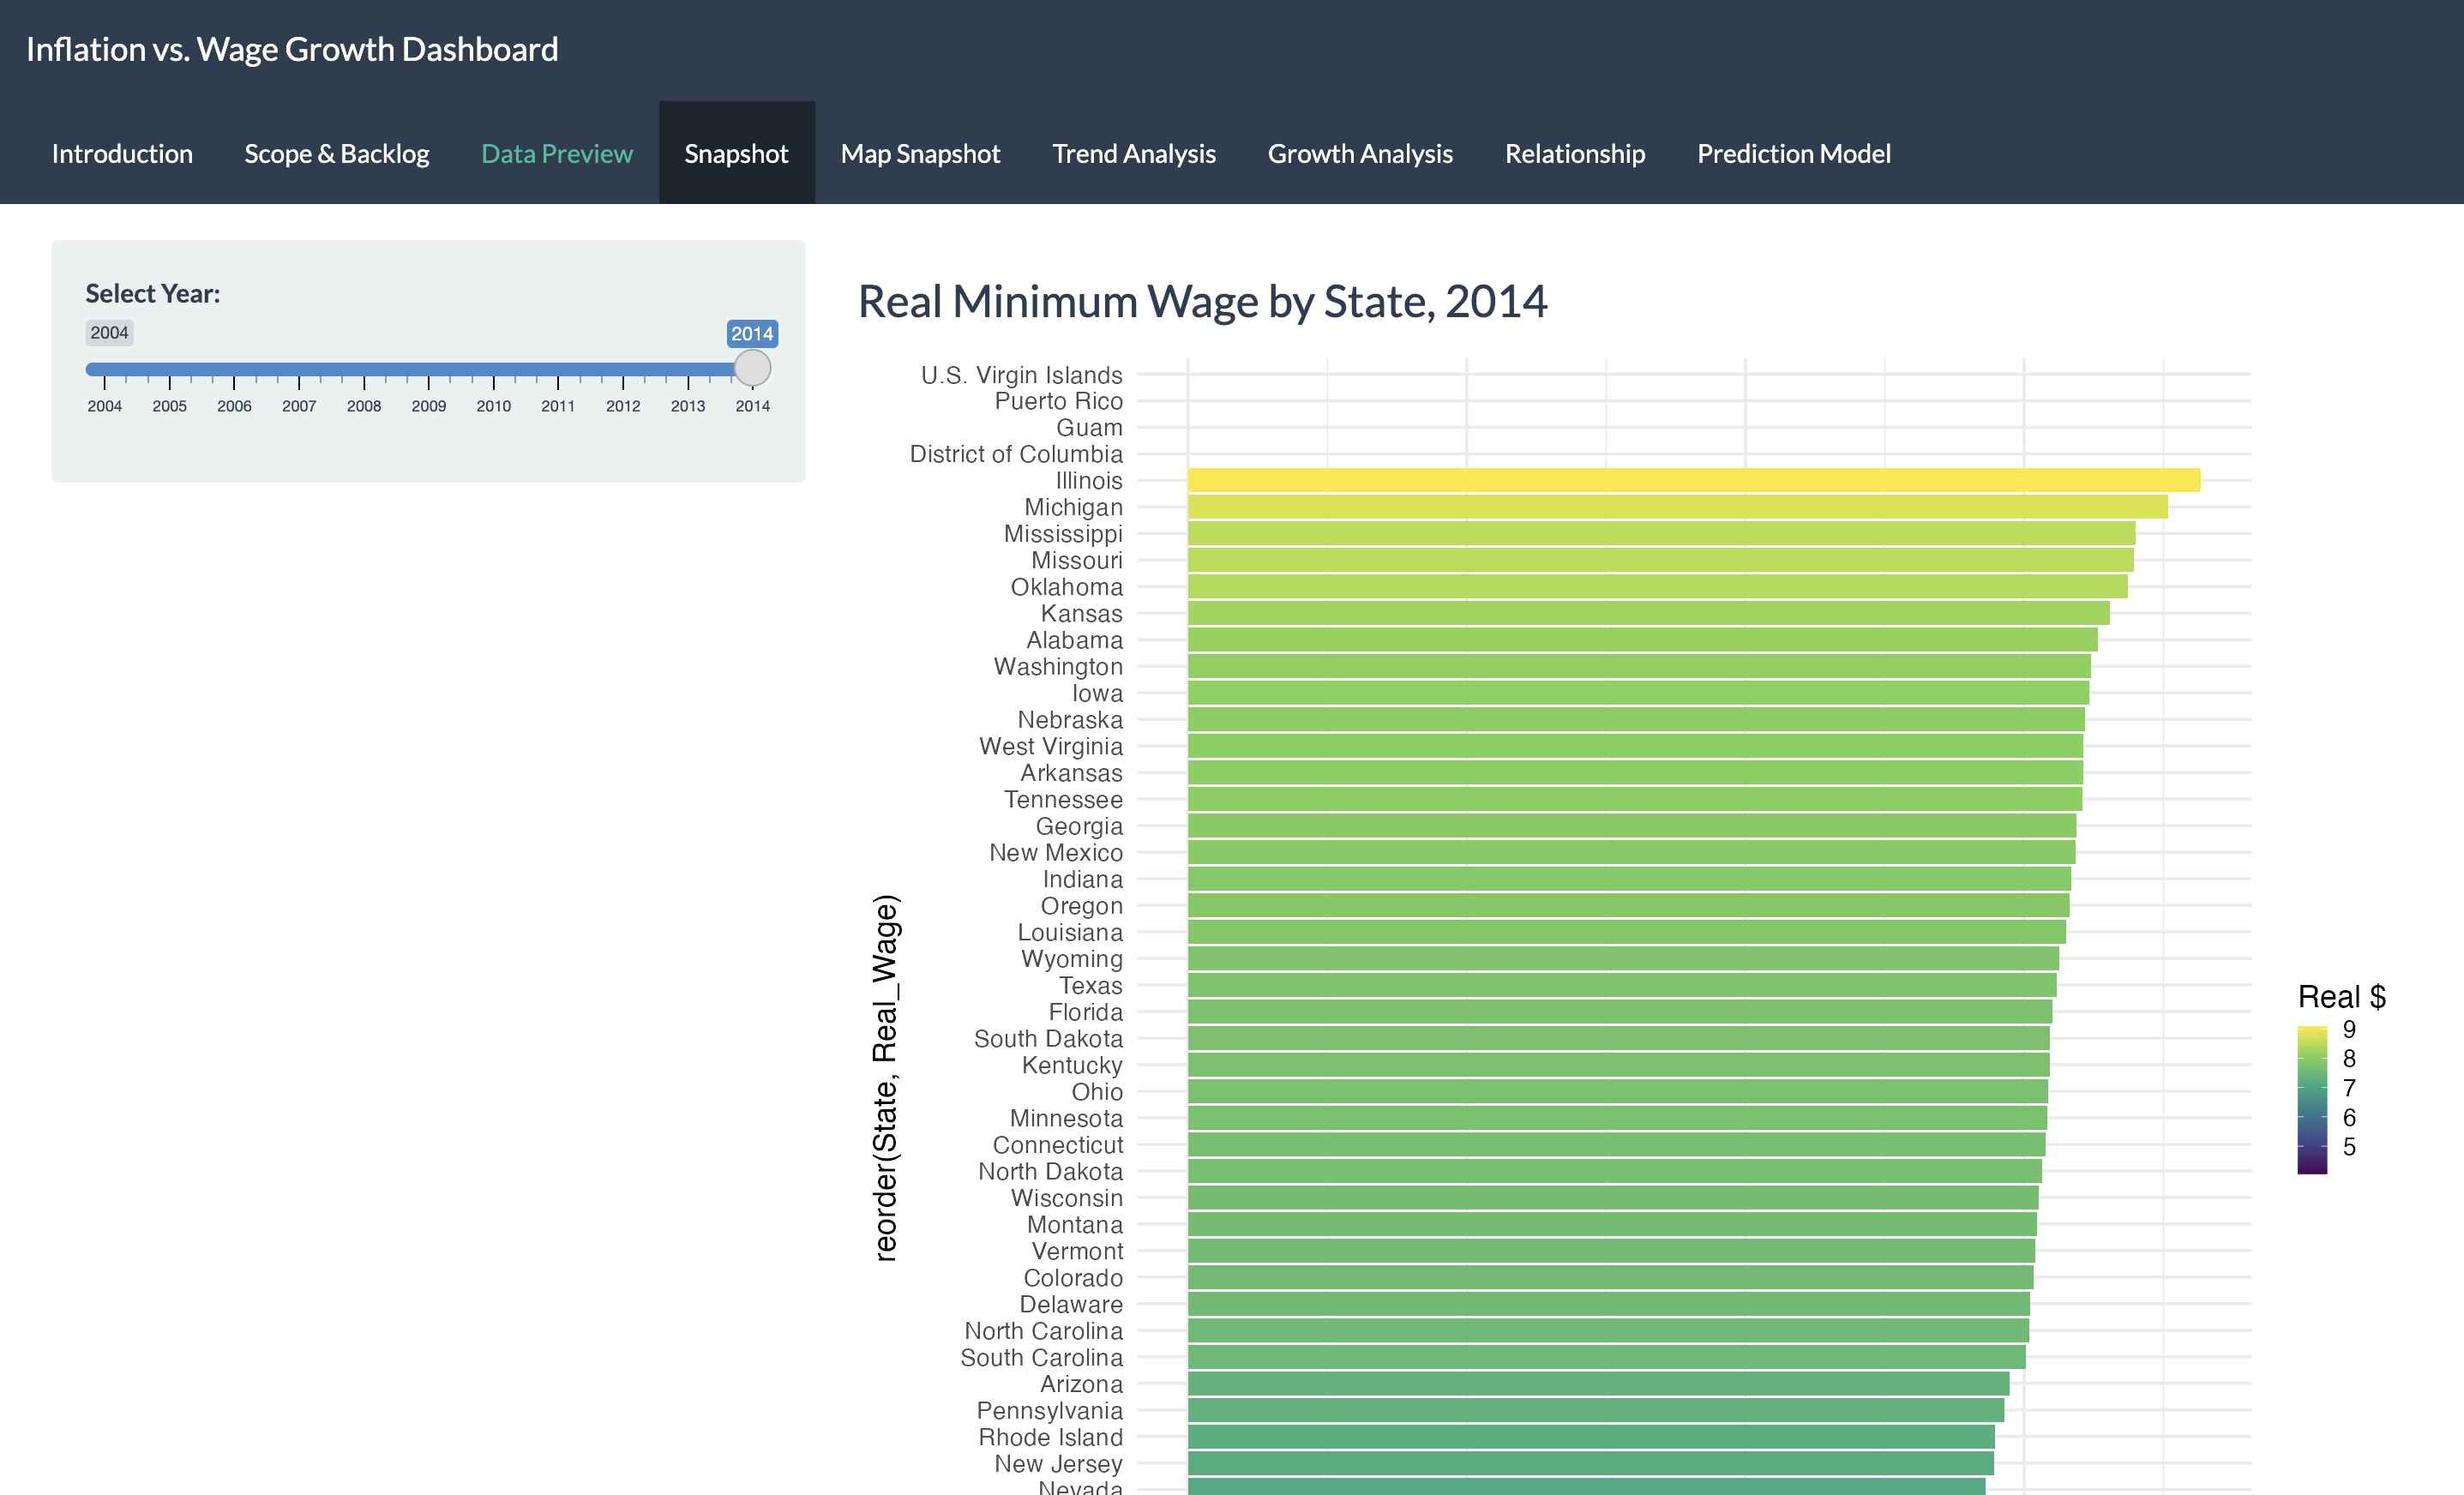 Inflation vs. Wage Growth Dashboard
Introduction Scope & Backlog Data Preview Snapshot Map Snapshot Trend Analysis Growth Analysis Relationship Prediction Model
Select Year:
2004 2014
2004 2005 2006 2007 2008 2009 2010 2011 2012 2013 2014
Real Minimum Wage by State, 2014
reorder(State, Real_Wage)
U.S. Virgin Islands
Puerto Rico
Guam
District of Columbia
Illinois
Michigan
Mississippi
Missouri
Oklahoma
Kansas
Alabama
Washington
Iowa
Nebraska
West Virginia
Arkansas
Tennessee
Georgia
New Mexico
Indiana
Oregon
Louisiana
Wyoming
Texas
Florida
South Dakota
Kentucky
Ohio
Minnesota
Connecticut
North Dakota
Wisconsin
Montana
Vermont
Colorado
Delaware
North Carolina
South Carolina
Arizona
Pennsylvania
Rhode Island
New Jersey
Nevada
Real $
9
8
7
6
5